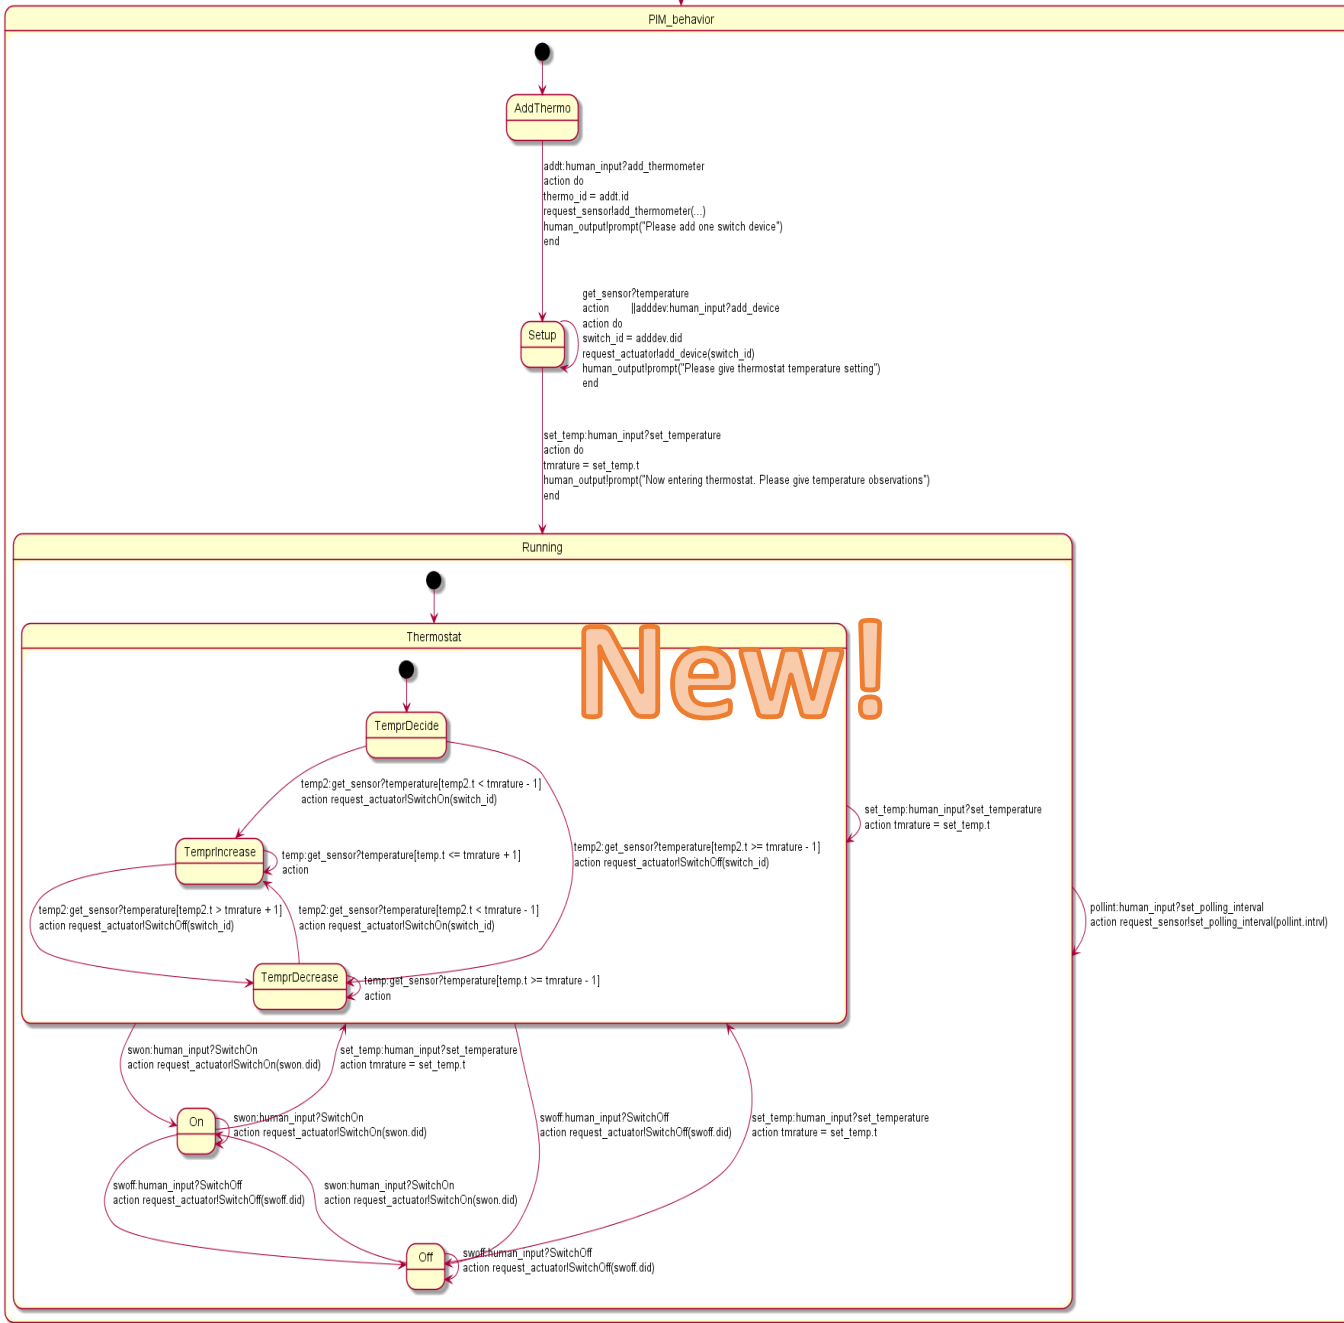 PIM_behavior
AddThermo
addt:human_input?add_thermometer
action do
thermo_id = addt.id
request_sensor!add_thermometer(...)
human_output!prompt("Please add one switch device")
end
get_sensor?temperature
action ||adddev:human_input?add_device
action do
switch_id = adddev.did
request_actuator!add_device(switch_id)
human_output!prompt("Please give thermostat temperature setting")
end
Setup
set_temp:human_input?set_temperature
action do
tmrature = set_temp.t
human_output!prompt("Now entering thermostat. Please give temperature observations")
end
Running
Thermostat
New!
TemprDecide
temp2:get_sensor?temperature[temp2.t < tmrature - 1]
action request_actuator!SwitchOn(switch_id)
set_temp:human_input?set_temperature
action tmrature = set_temp.t
TemprIncrease
temp:get_sensor?temperature[temp.t <= tmrature + 1]
action
temp2:get_sensor?temperature[temp2.t >= tmrature - 1]
action request_actuator!SwitchOff(switch_id)
temp2:get_sensor?temperature[temp2.t > tmrature + 1]
action request_actuator!SwitchOff(switch_id)
temp2:get_sensor?temperature[temp2.t < tmrature - 1]
action request_actuator!SwitchOn(switch_id)
pollint:human_input?set_polling_interval
action request_sensor!set_polling_interval(pollint.intrvl)
TemprDecrease
temp:get_sensor?temperature[temp.t >= tmrature - 1]
action
swon:human_input?SwitchOn
action request_actuator!SwitchOn(swon.did)
set_temp:human_input?set_temperature
action tmrature = set_temp.t
On
swon:human_input?SwitchOn
action request_actuator!SwitchOn(swon.did)
swoff:human_input?SwitchOff
action request_actuator!SwitchOff(swoff.did)
set_temp:human_input?set_temperature
action tmrature = set_temp.t
swoff:human_input?SwitchOff
action request_actuator!SwitchOff(swoff.did)
swon:human_input?SwitchOn
action request_actuator!SwitchOn(swon.did)
Off
swoff:human_input?SwitchOff
action request_actuator!SwitchOff(swoff.did)